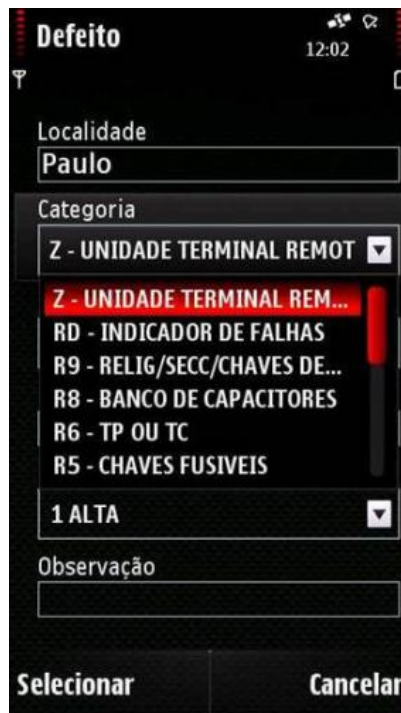 Defeito
12:02
Localidade
Paulo
Categoria
Z - UNIDADE TERMINAL REMOT
Z - UNIDADE TERMINAL REM...
RD - INDICADOR DE FALHAS
R9 - RELIG/SECC/CHAVES DE...
R8 - BANCO DE CAPACITORES
R6 - TP OU TC
R5 - CHAVES FUSIVEIS
1 ALTA
Observação
Selecionar Cancelar